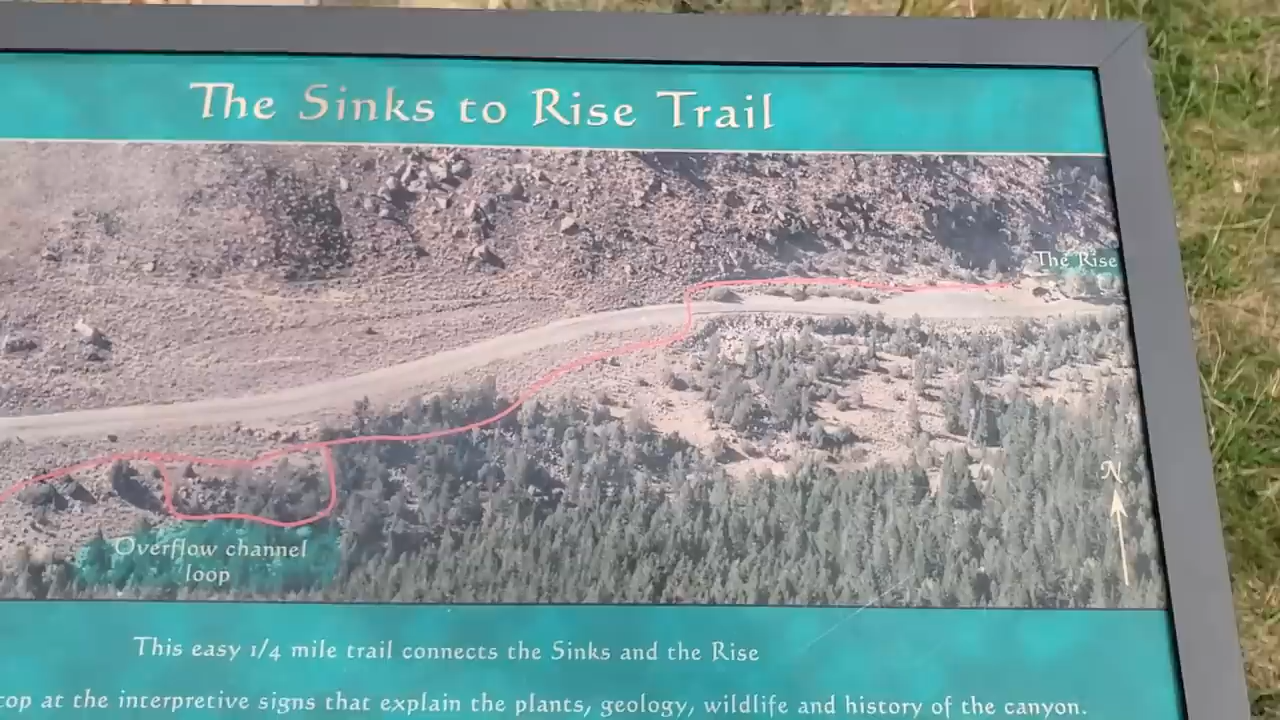 The Sinks to Rise Trail
The Rise
N
Overflow channel
loop
This easy 1/4 mile trail connects the Sinks and the Rise
at the interpretive signs that explain the plants, geology, wildlife and history of the canyon.